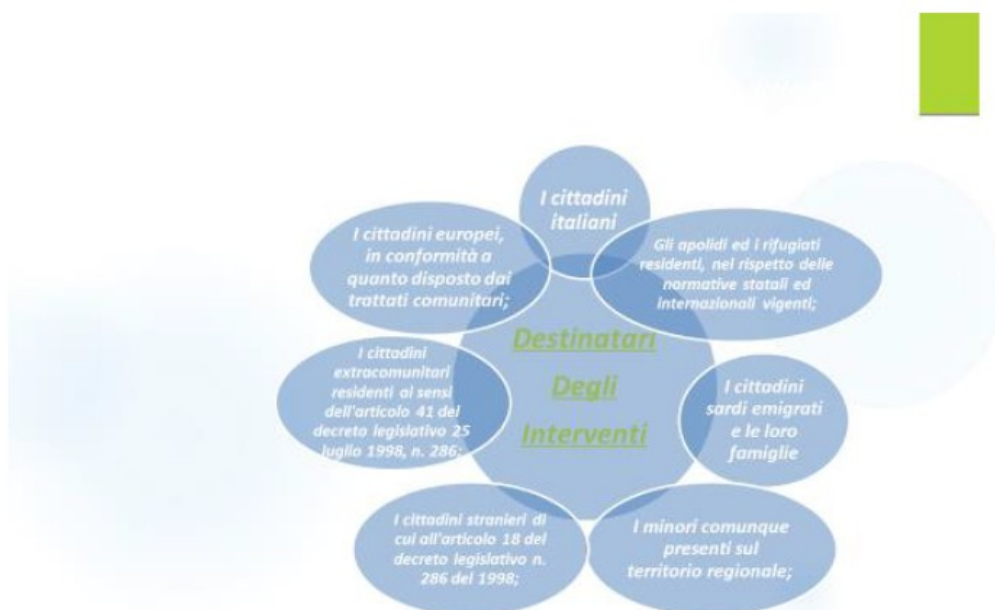 I cittadini
italiani
Gli apolidi ed i rifugiati
residenti, nel rispetto delle
normative statali ed
internazionali vigenti;
I cittadini
sardi emigrati
e le loro
famiglie
I minori comunque
presenti sul
territorio regionale;
I cittadini stranieri di
cui all'articolo 18 del
decreto legislativo n.
286 del 1998;
I cittadini
extracomunitari
residenti ai sensi
dell'articolo 41 del
decreto legislativo 25
luglio 1998, n. 286;
I cittadini europei,
in conformità a
quanto disposto dai
trattati comunitari;
Destinatari
Degli
Interventi